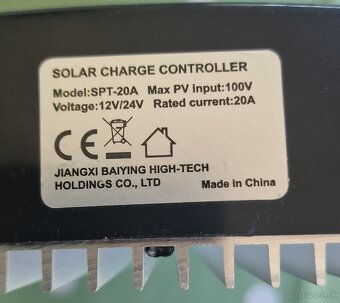 SOLAR CHARGE CONTROLLER
Model:SPT-20A Max PV input:100V
Voltage:12V/24V Rated current:20A
CE
JIANGXI BAIYING HIGH-TECH
HOLDINGS CO., LTD Made in China